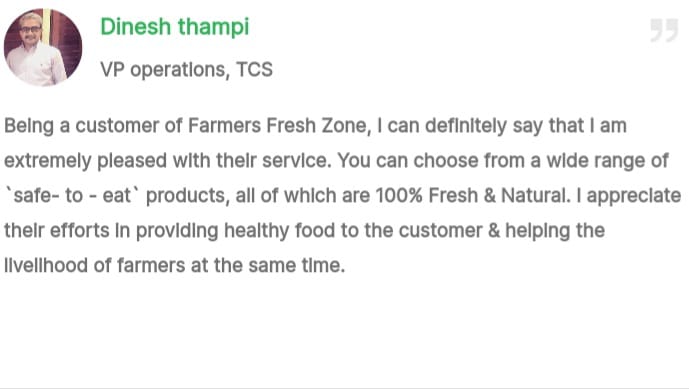 Dinesh thampi
VP operations, TCS
Being a customer of Farmers Fresh Zone, I can definitely say that I am
extremely pleased with their service. You can choose from a wide range of
`safe- to - eat` products, all of which are 100% Fresh & Natural. I appreciate
their efforts in providing healthy food to the customer & helping the
livelihood of farmers at the same time.